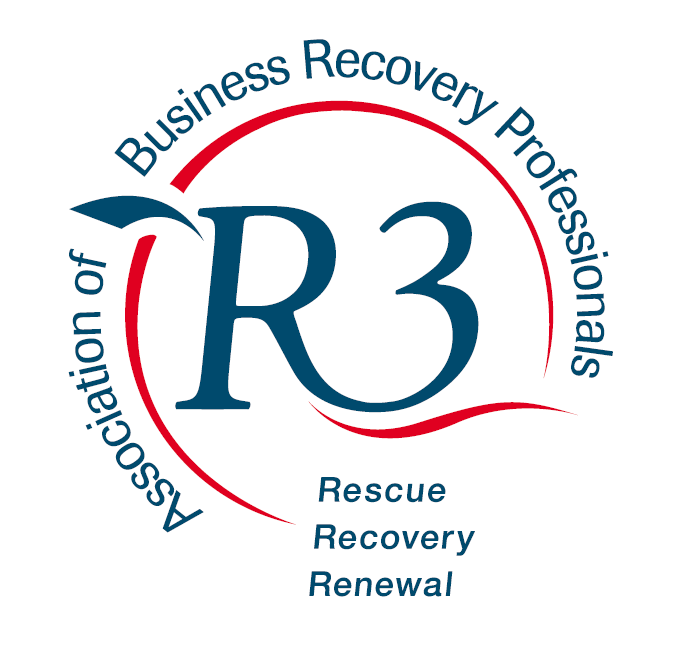 Association of Business Recovery Professionals
R3
Rescue
Recovery
Renewal